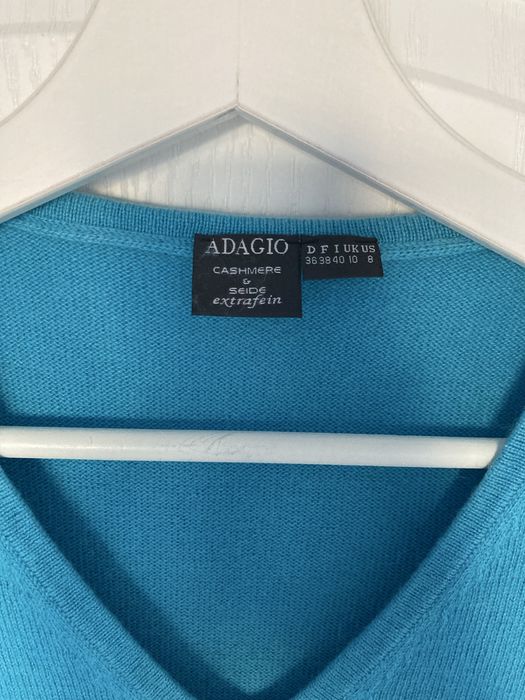 ADAGIO
CASHMERE
&
SEIDE
extrafein
D F I UK US
36 38 40 10 8